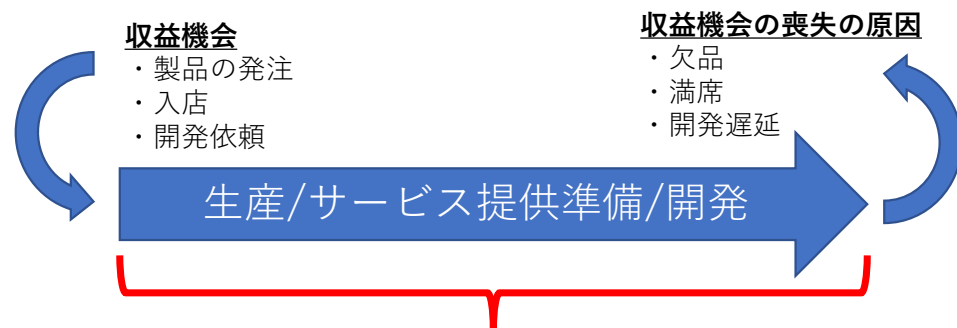 収益機会
・製品の発注
・入店
・開発依頼
収益機会の喪失の原因
・欠品
・満席
・開発遅延
生産/サービス提供準備/開発